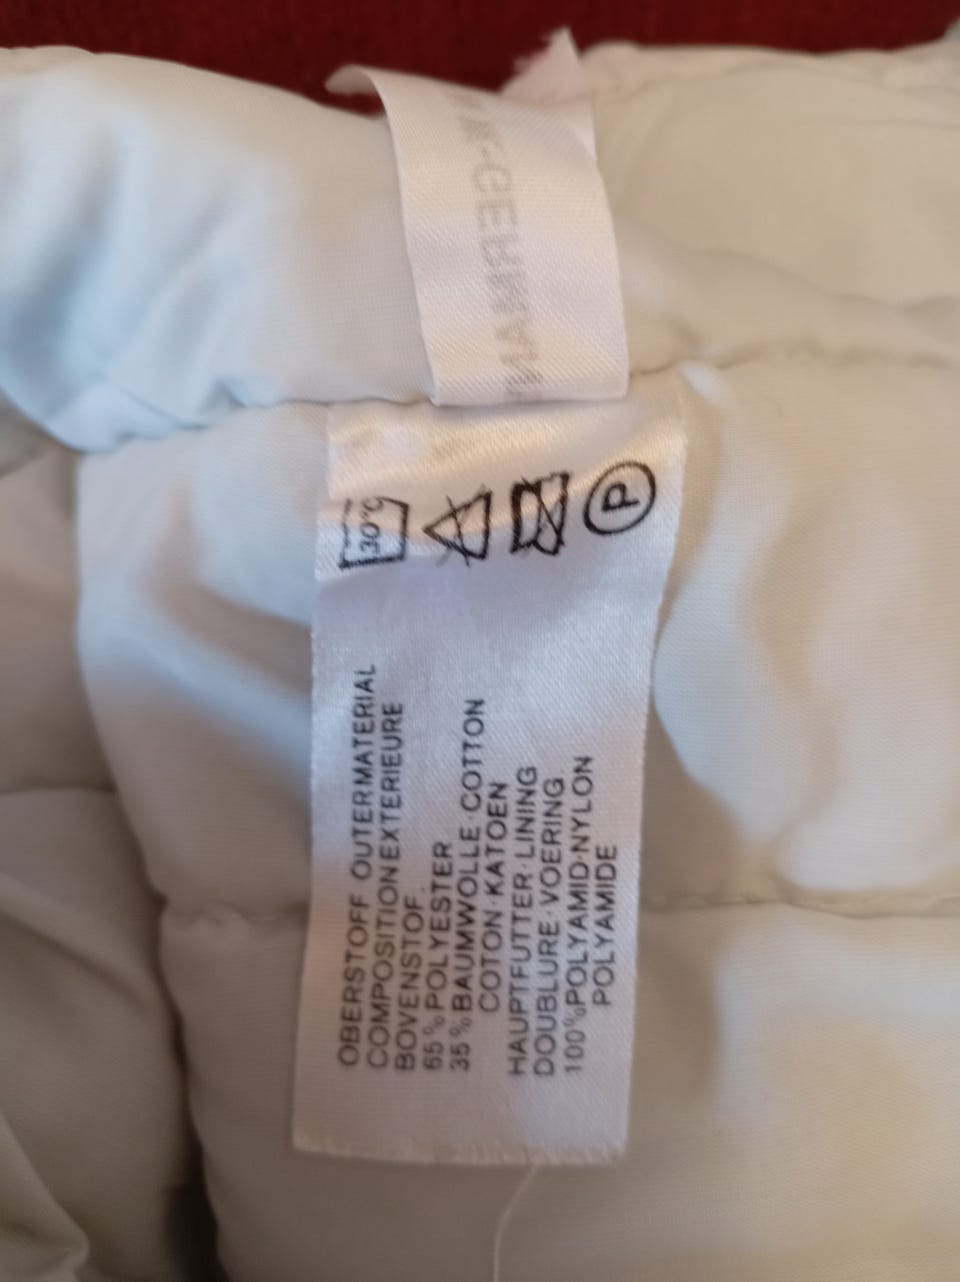 GERMAN
30°C
P
OBERSTOFF OUTERMATERIAL
COMPOSITION EXTERIEURE
BOVENSTOF
65% POLYESTER
35% BAUMWOLLE·COTTON
COTON·KATOEN
HAUPTFUTTER·LINING
DOUBLURE·VOERING
100%POLYAMID·NYLON
POLYAMIDE